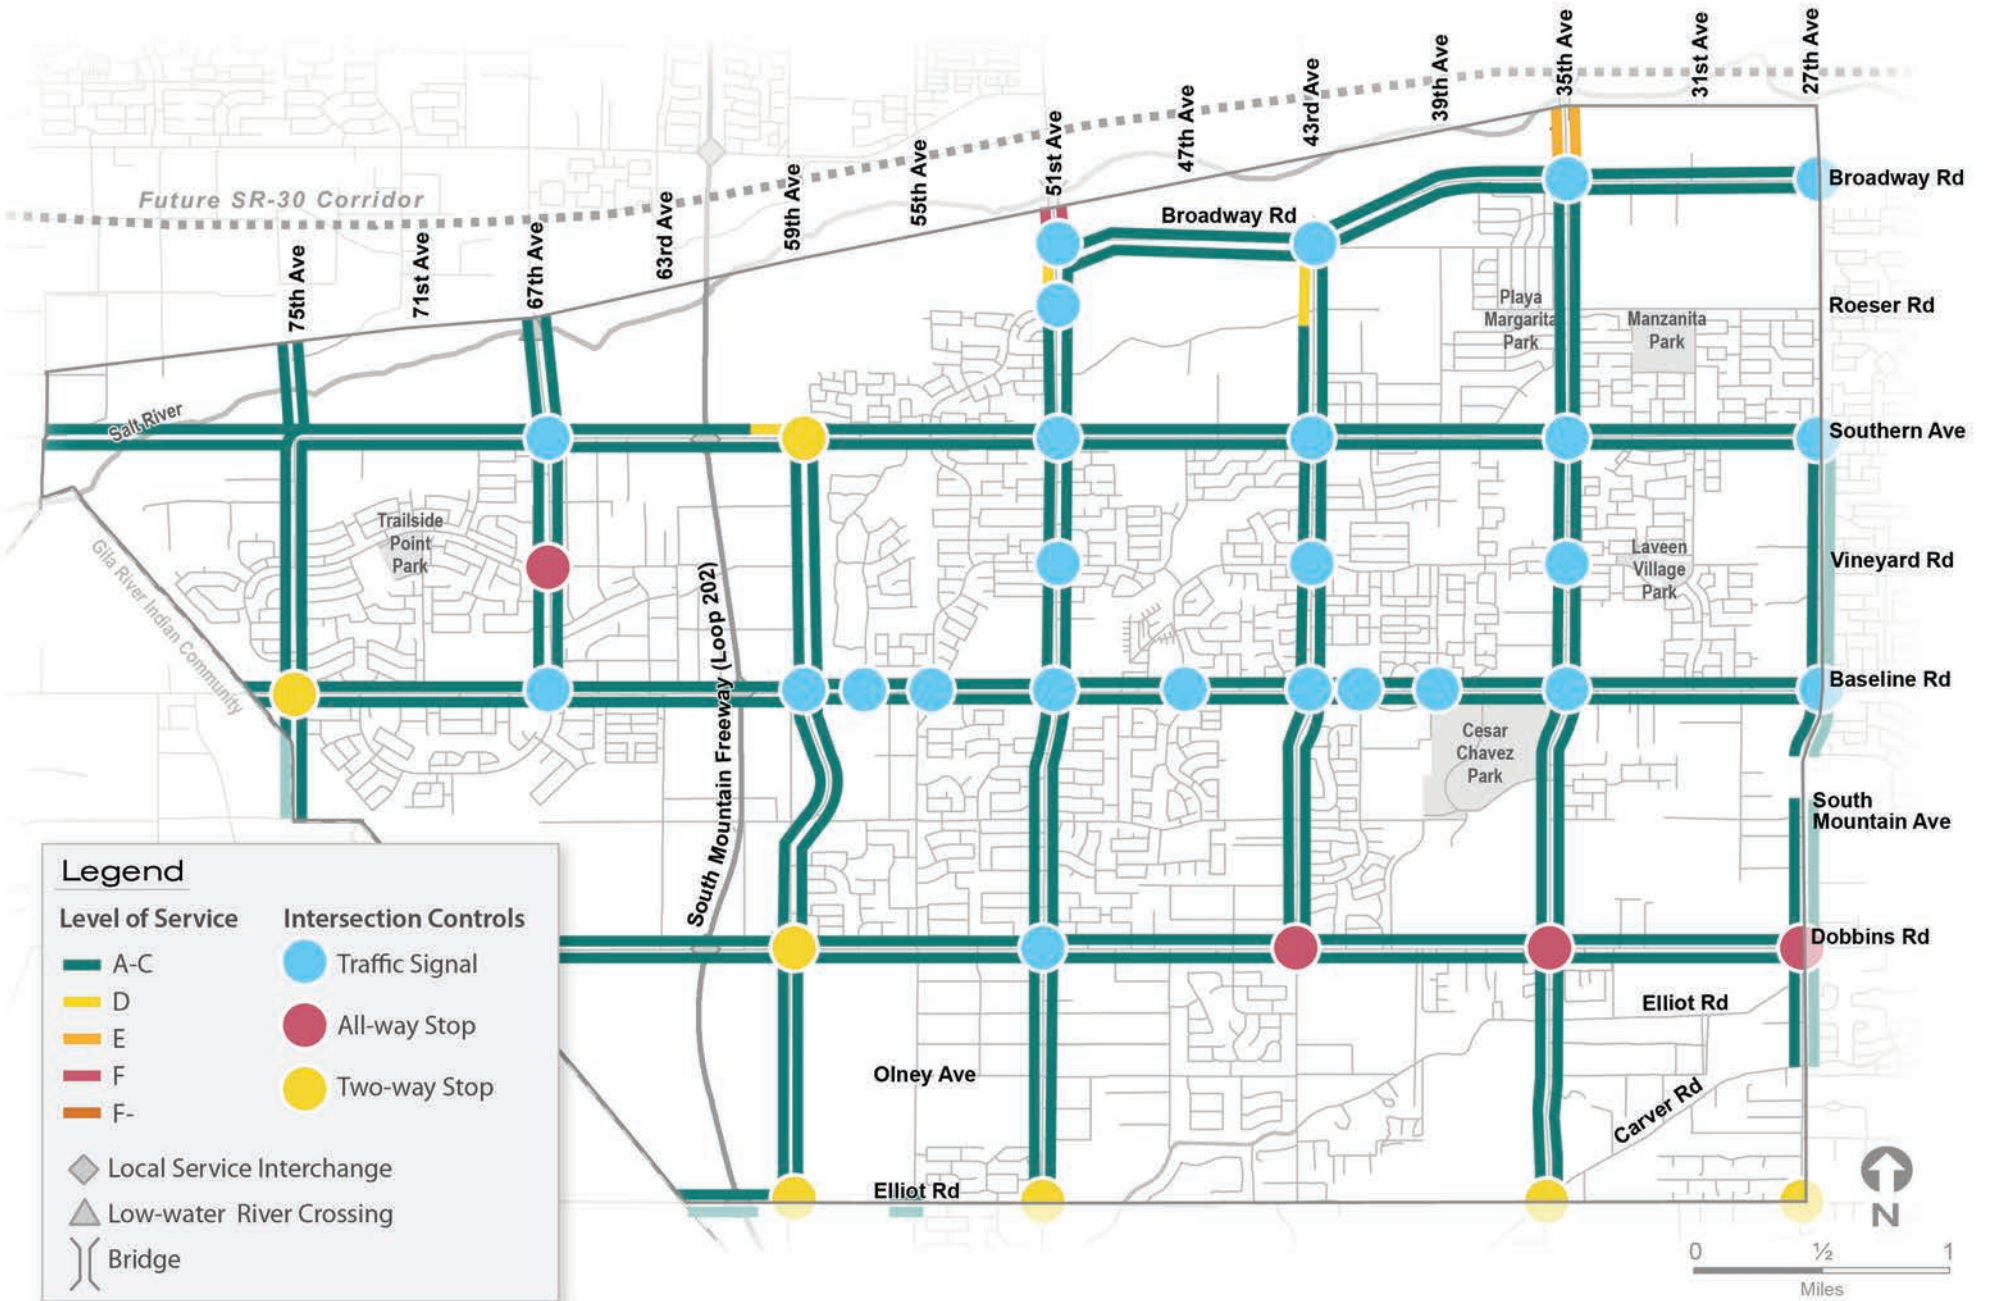 75th Ave
71st Ave
67th Ave
63rd Ave
59th Ave
55th Ave
51st Ave
47th Ave
43rd Ave
39th Ave
35th Ave
31st Ave
27th Ave
Future SR-30 Corridor
Broadway Rd
Broadway Rd
Roeser Rd
Playa
Margarita
Park
Manzanita
Park
Salt River
Southern Ave
Trailside
Point
Park
Laveen
Village
Park
Vineyard Rd
Gila River Indian Community
South Mountain Freeway (Loop 202)
Baseline Rd
Cesar
Chavez
Park
South
Mountain Ave
Dobbins Rd
Elliot Rd
Olney Ave
Carver Rd
Elliot Rd
Legend
Level of Service
A-C
D
E
F
F-
Intersection Controls
Traffic Signal
All-way Stop
Two-way Stop
Local Service Interchange
Low-water River Crossing
Bridge
N
0 ½ 1
Miles